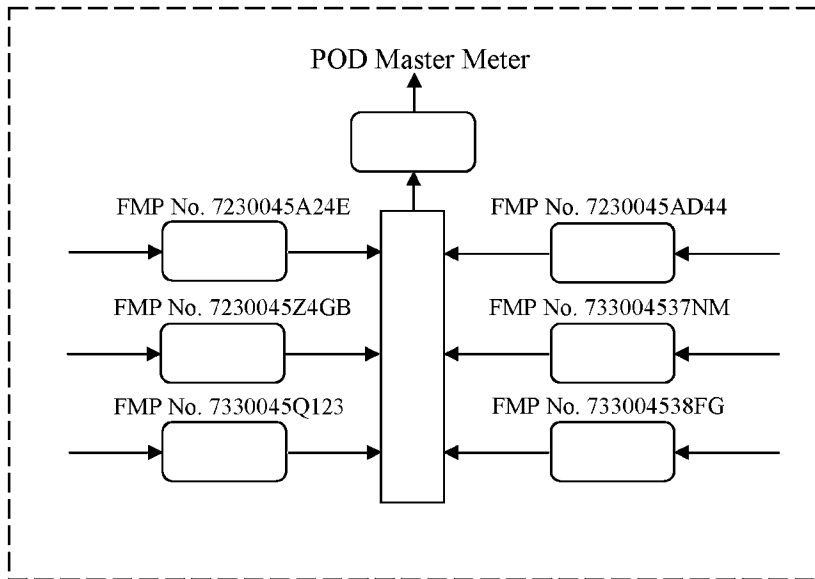 POD Master Meter
FMP No. 7230045A24E
FMP No. 7230045AD44
FMP No. 7230045Z4GB
FMP No. 733004537NM
FMP No. 7330045Q123
FMP No. 733004538FG